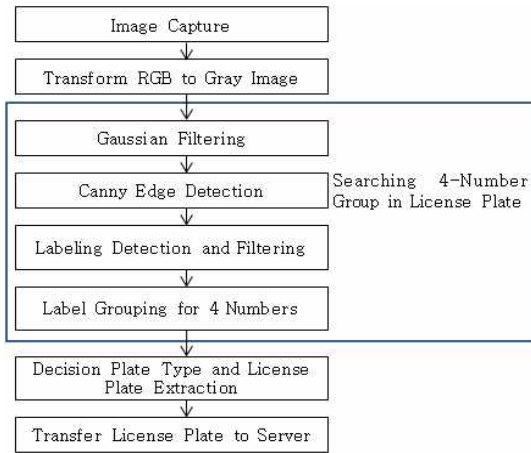 Image Capture
Transform RGB to Gray Image
Gaussian Filtering
Canny Edge Detection
Searching 4-Number
Group in License Plate
Labeling Detection and Filtering
Label Grouping for 4 Numbers
Decision Plate Type and License
Plate Extraction
Transfer License Plate to Server